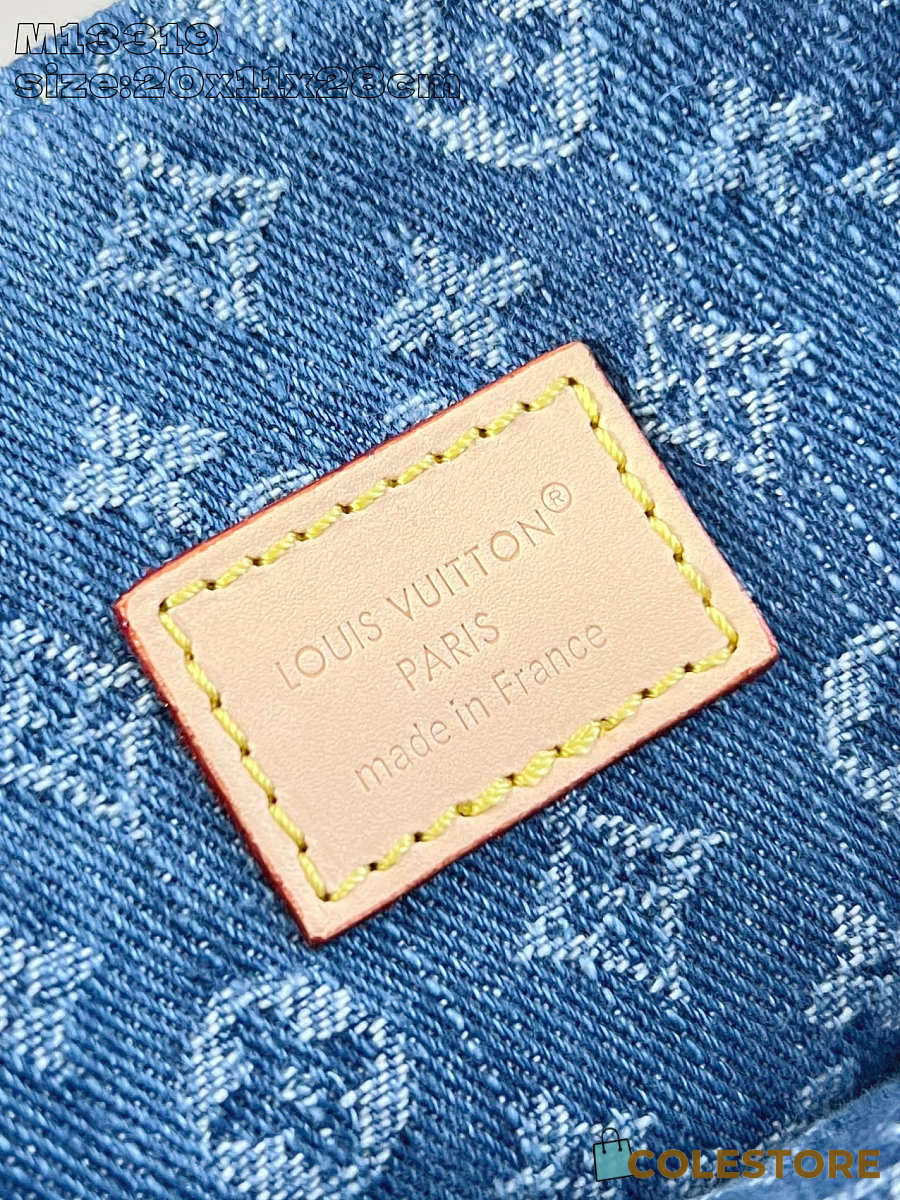 M13319
size:20x11x28cm
LOUIS VUITTON®
PARIS
made in France
COLESTORE